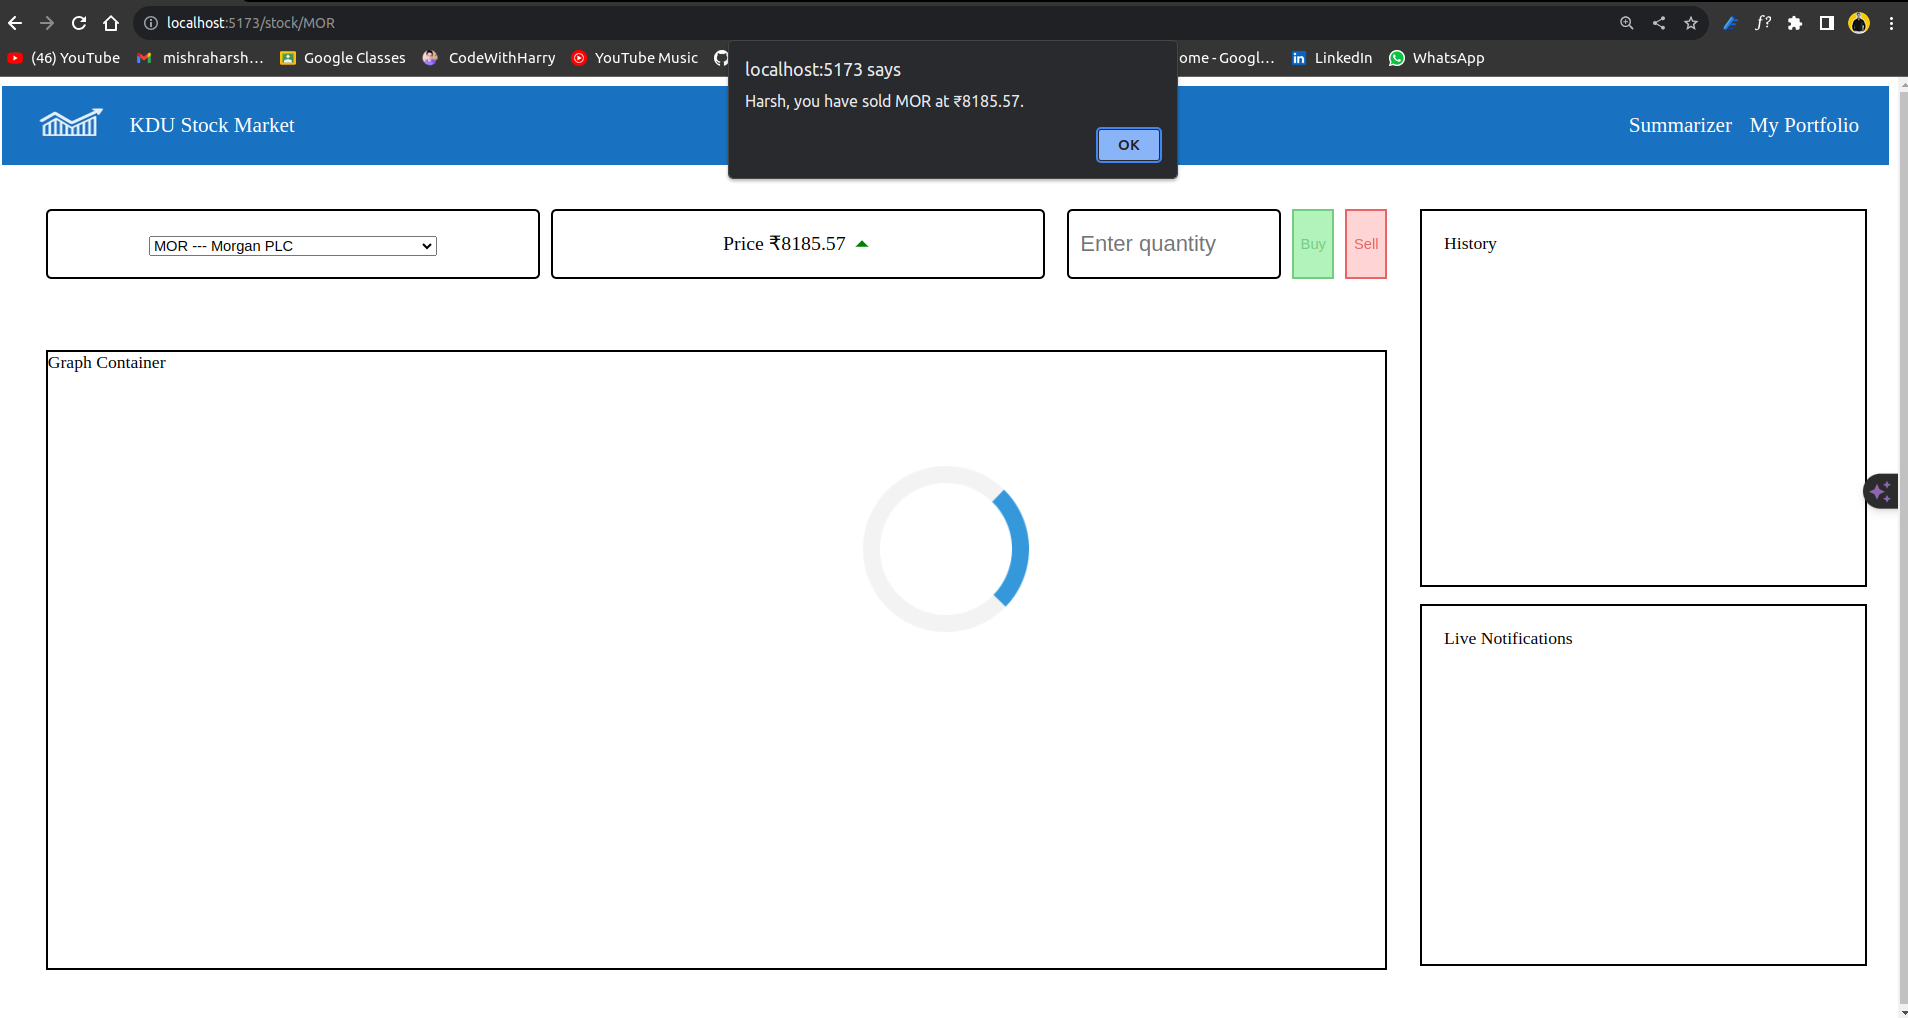 localhost:5173/stock/MOR
f?
(46) YouTube
mishraharsh…
Google Classes
CodeWithHarry
YouTube Music
ome - Googl…
in LinkedIn
WhatsApp
localhost:5173 says
Harsh, you have sold MOR at ₹8185.57.
OK
KDU Stock Market
Summarizer
My Portfolio
MOR --- Morgan PLC
Price ₹8185.57
Enter quantity
Buy
Sell
History
Graph Container
Live Notifications